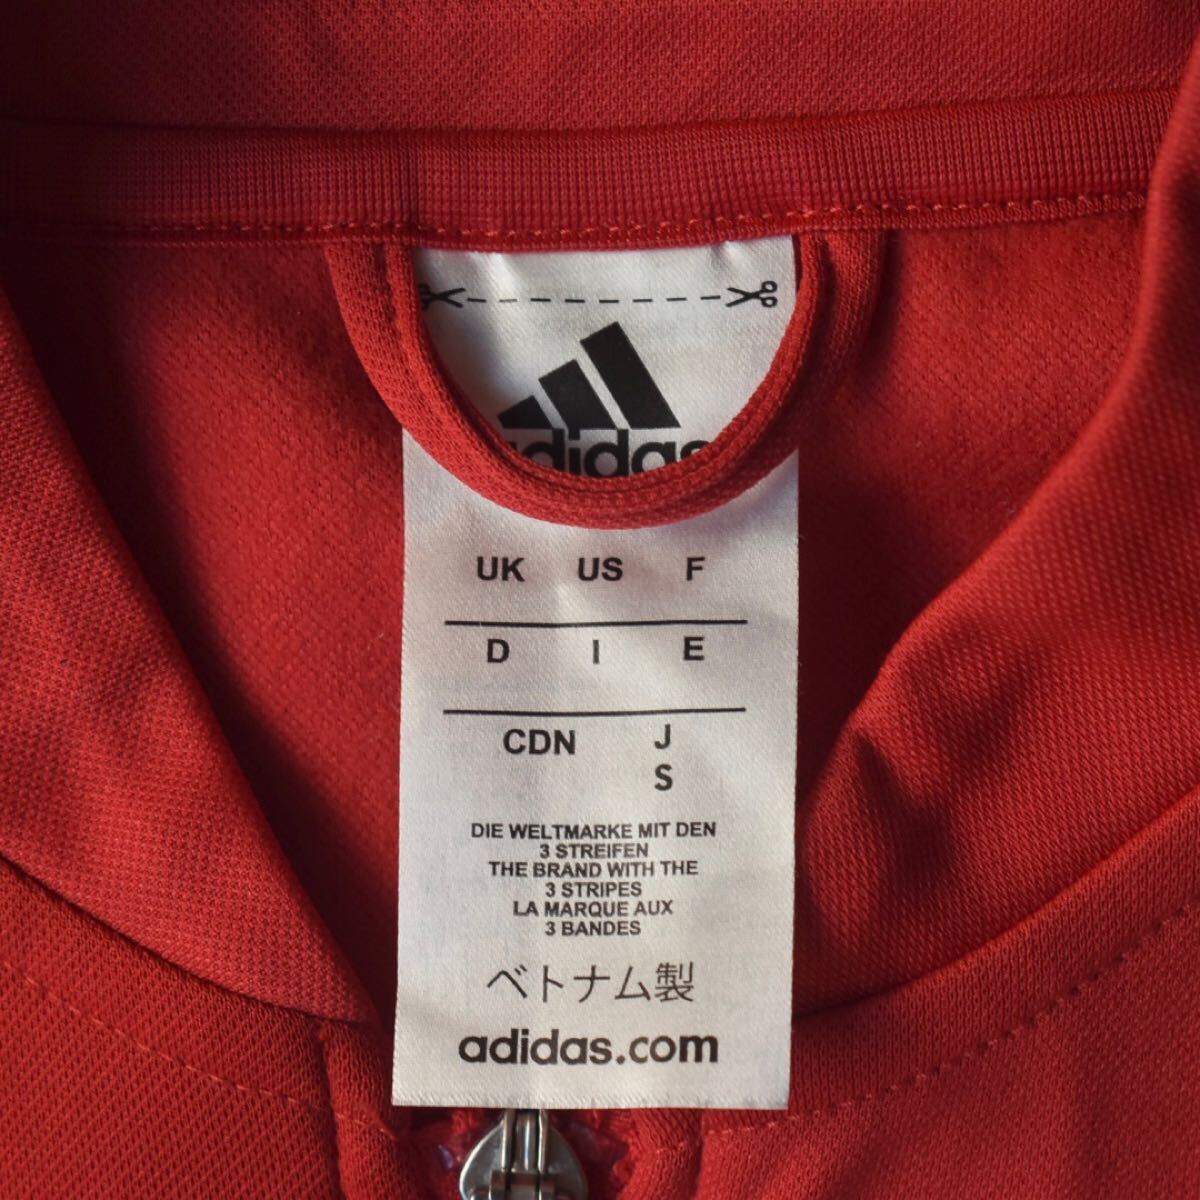 adidas
UK US F
D I E
CDN J
S
DIE WELTMARKE MIT DEN
3 STREIFEN
THE BRAND WITH THE
3 STRIPES
LA MARQUE AUX
3 BANDES
ベトナム製
adidas.com